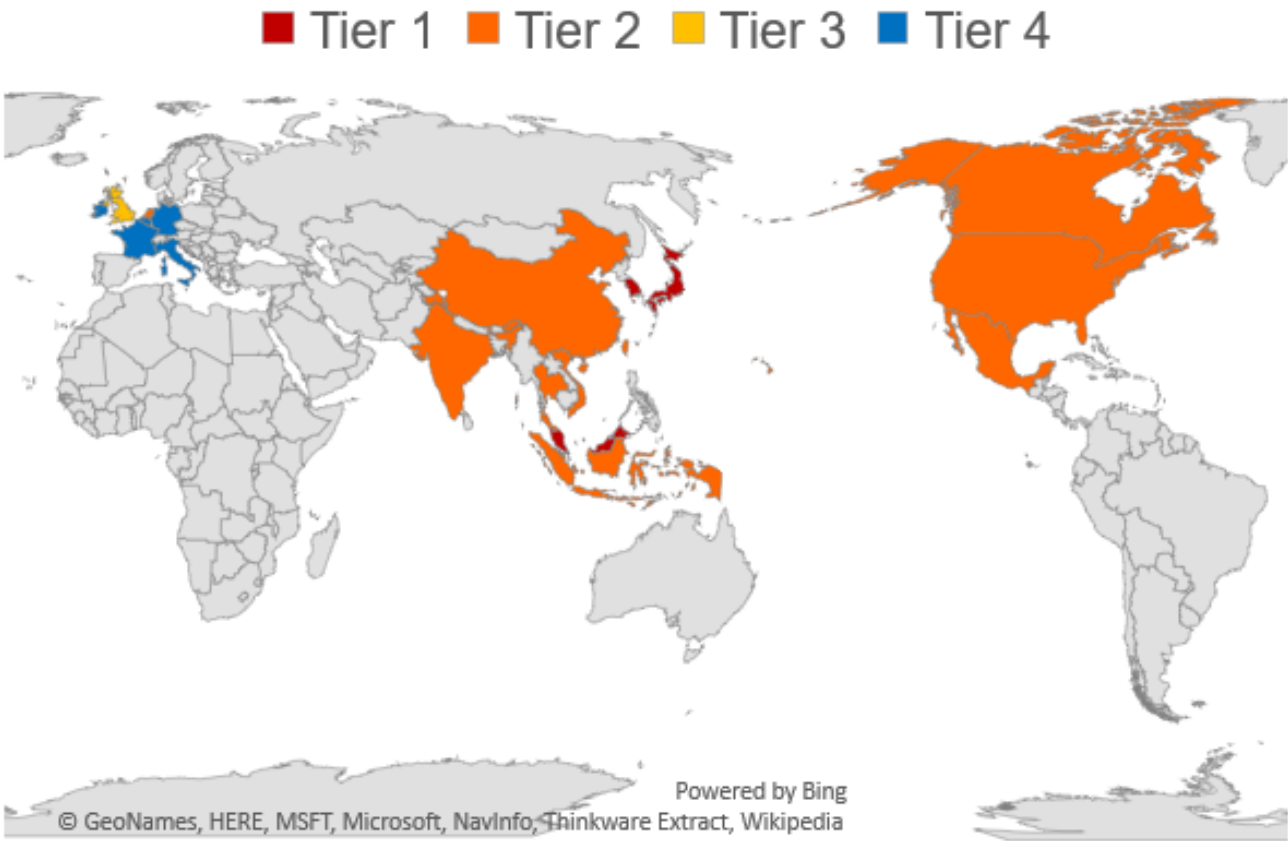 Tier 1 Tier 2 Tier 3 Tier 4
Powered by Bing
© GeoNames, HERE, MSFT, Microsoft, NavInfo, Thinkware Extract, Wikipedia